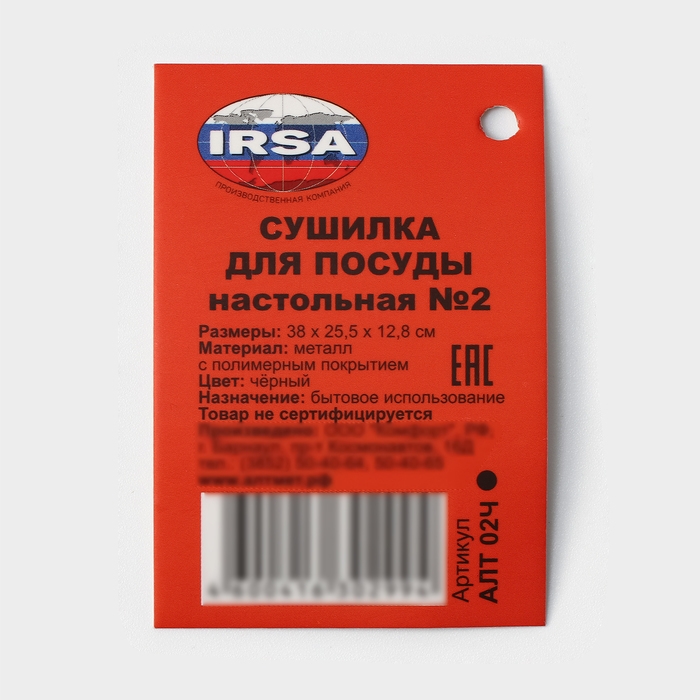 IRSA
ПРОИЗВОДСТВЕННАЯ КОМПАНИЯ
СУШИЛКА
ДЛЯ ПОСУДЫ
настольная №2
Размеры: 38 х 25,5 х 12,8 см
Материал: металл
с полимерным покрытием
Цвет: чёрный
Назначение: бытовое использование
Товар не сертифицируется
EAC
Артикул
АЛТ 02Ч